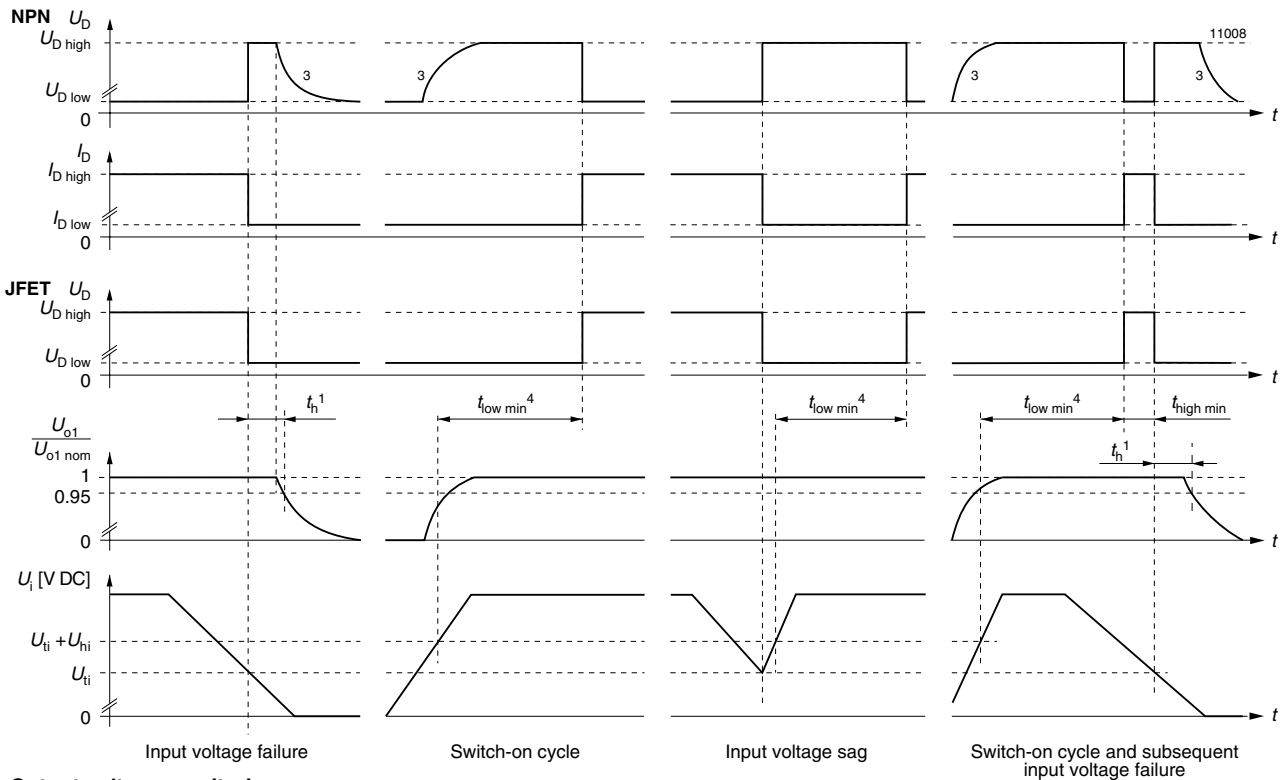 NPN U_D
U_D high
11008
3 3 3 3
U_D low
0
t
I_D
I_D high
I_D low
0
t
JFET U_D
U_D high
U_D low
0
t
t_h^1 t_low min^4 t_low min^4 t_low min^4 t_high min
U_o1
U_o1 nom
t_h^1
1
0.95
0
t
U_i [V DC]
U_ti + U_hi
U_ti
0
t
Input voltage failure Switch-on cycle Input voltage sag Switch-on cycle and subsequent
input voltage failure